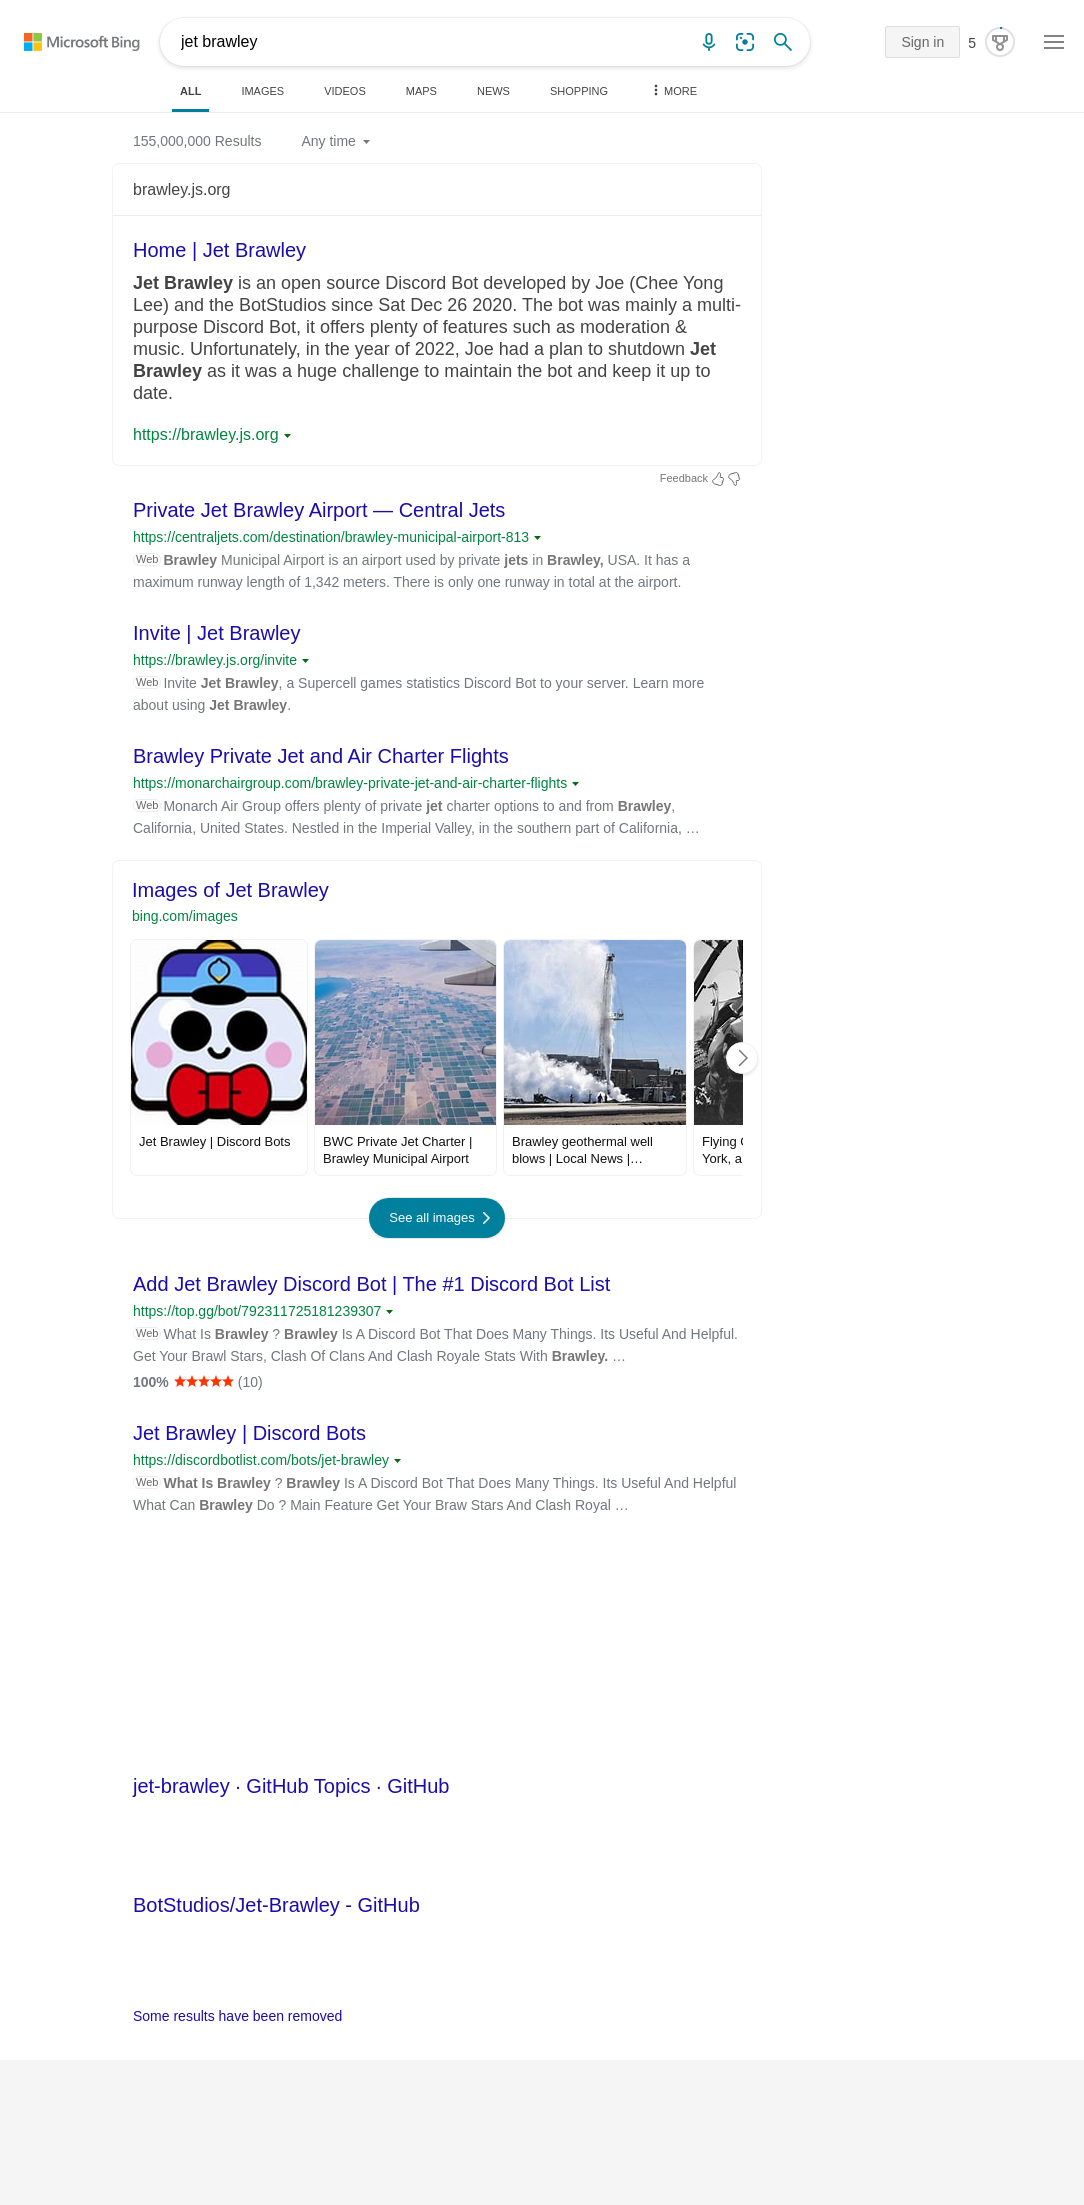 Microsoft Bing
jet brawley
Sign in
5
ALL
IMAGES
VIDEOS
MAPS
NEWS
SHOPPING
MORE
155,000,000 Results
Any time
brawley.js.org
Home | Jet Brawley
Jet Brawley is an open source Discord Bot developed by Joe (Chee Yong
Lee) and the BotStudios since Sat Dec 26 2020. The bot was mainly a multi-
purpose Discord Bot, it offers plenty of features such as moderation &
music. Unfortunately, in the year of 2022, Joe had a plan to shutdown Jet
Brawley as it was a huge challenge to maintain the bot and keep it up to
date.
https://brawley.js.org
Feedback
Private Jet Brawley Airport — Central Jets
https://centraljets.com/destination/brawley-municipal-airport-813
Web Brawley Municipal Airport is an airport used by private jets in Brawley, USA. It has a
maximum runway length of 1,342 meters. There is only one runway in total at the airport.
Invite | Jet Brawley
https://brawley.js.org/invite
Web Invite Jet Brawley, a Supercell games statistics Discord Bot to your server. Learn more
about using Jet Brawley.
Brawley Private Jet and Air Charter Flights
https://monarchairgroup.com/brawley-private-jet-and-air-charter-flights
Web Monarch Air Group offers plenty of private jet charter options to and from Brawley,
California, United States. Nestled in the Imperial Valley, in the southern part of California, …
Images of Jet Brawley
bing.com/images
Jet Brawley | Discord Bots
BWC Private Jet Charter |
Brawley Municipal Airport
Brawley geothermal well
blows | Local News |…
Flying
York, a
See all images
Add Jet Brawley Discord Bot | The #1 Discord Bot List
https://top.gg/bot/792311725181239307
Web What Is Brawley ? Brawley Is A Discord Bot That Does Many Things. Its Useful And Helpful.
Get Your Brawl Stars, Clash Of Clans And Clash Royale Stats With Brawley. …
100% ★★★★★ (10)
Jet Brawley | Discord Bots
https://discordbotlist.com/bots/jet-brawley
Web What Is Brawley ? Brawley Is A Discord Bot That Does Many Things. Its Useful And Helpful
What Can Brawley Do ? Main Feature Get Your Braw Stars And Clash Royal …
jet-brawley · GitHub Topics · GitHub
BotStudios/Jet-Brawley - GitHub
Some results have been removed